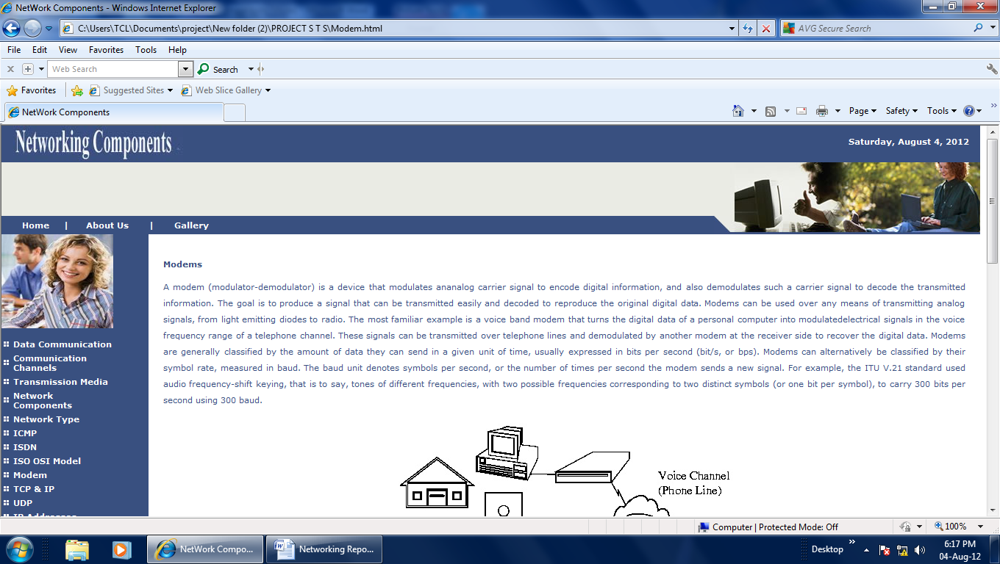 NetWork Components - Windows Internet Explorer
C:\Users\TCL\Documents\project\New folder (2)\PROJECT S T S\Modem.html
AVG Secure Search
File Edit View Favorites Tools Help
Web Search Search
Favorites Suggested Sites Web Slice Gallery
NetWork Components Page Safety Tools
Networking Components
Saturday, August 4, 2012
Home | About Us | Gallery
Data Communication
Communication
Channels
Transmission Media
Network
Components
Network Type
ICMP
ISDN
ISO OSI Model
Modem
TCP & IP
UDP
IP Addresses
Modems
A modem (modulator-demodulator) is a device that modulates ananalog carrier signal to encode digital information, and also demodulates such a carrier signal to decode the transmitted
information. The goal is to produce a signal that can be transmitted easily and decoded to reproduce the original digital data. Modems can be used over any means of transmitting analog
signals, from light emitting diodes to radio. The most familiar example is a voice band modem that turns the digital data of a personal computer into modulatedelectrical signals in the voice
frequency range of a telephone channel. These signals can be transmitted over telephone lines and demodulated by another modem at the receiver side to recover the digital data. Modems
are generally classified by the amount of data they can send in a given unit of time, usually expressed in bits per second (bit/s, or bps). Modems can alternatively be classified by their
symbol rate, measured in baud. The baud unit denotes symbols per second, or the number of times per second the modem sends a new signal. For example, the ITU V.21 standard used
audio frequency-shift keying, that is to say, tones of different frequencies, with two possible frequencies corresponding to two distinct symbols (or one bit per symbol), to carry 300 bits per
second using 300 baud.
Voice Channel
(Phone Line)
Computer | Protected Mode: Off
100%
NetWork Compo...
Networking Repo...
Desktop
6:17 PM
04-Aug-12